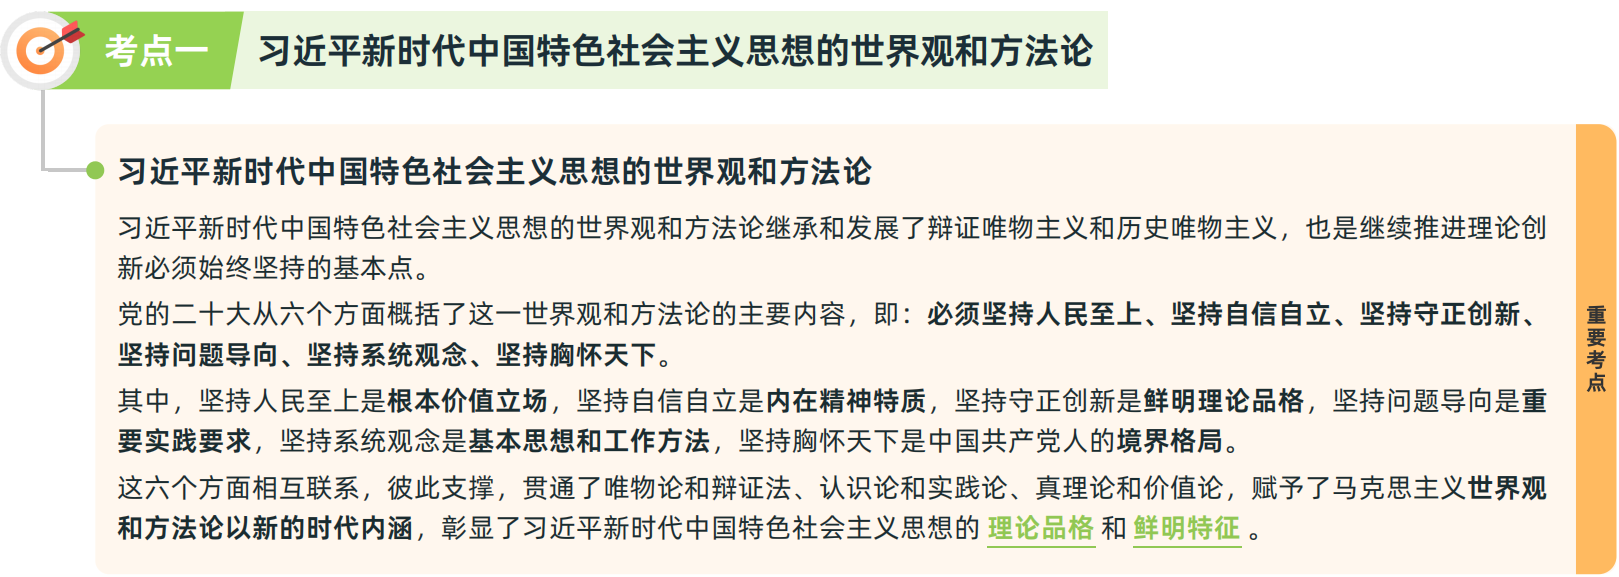 考点一 习近平新时代中国特色社会主义思想的世界观和方法论
习近平新时代中国特色社会主义思想的世界观和方法论
习近平新时代中国特色社会主义思想的世界观和方法论继承和发展了辩证唯物主义和历史唯物主义，也是继续推进理论创
新必须始终坚持的基本点。
党的二十大从六个方面概括了这一世界观和方法论的主要内容，即：必须坚持人民至上、坚持自信自立、坚持守正创新、
坚持问题导向、坚持系统观念、坚持胸怀天下。
其中，坚持人民至上是根本价值立场，坚持自信自立是内在精神特质，坚持守正创新是鲜明理论品格，坚持问题导向是重
要实践要求，坚持系统观念是基本思想和工作方法，坚持胸怀天下是中国共产党人的境界格局。
这六个方面相互联系，彼此支撑，贯通了唯物论和辩证法、认识论和实践论、真理论和价值论，赋予了马克思主义世界观
和方法论以新的时代内涵，彰显了习近平新时代中国特色社会主义思想的 理论品格 和 鲜明特征 。
重要考点